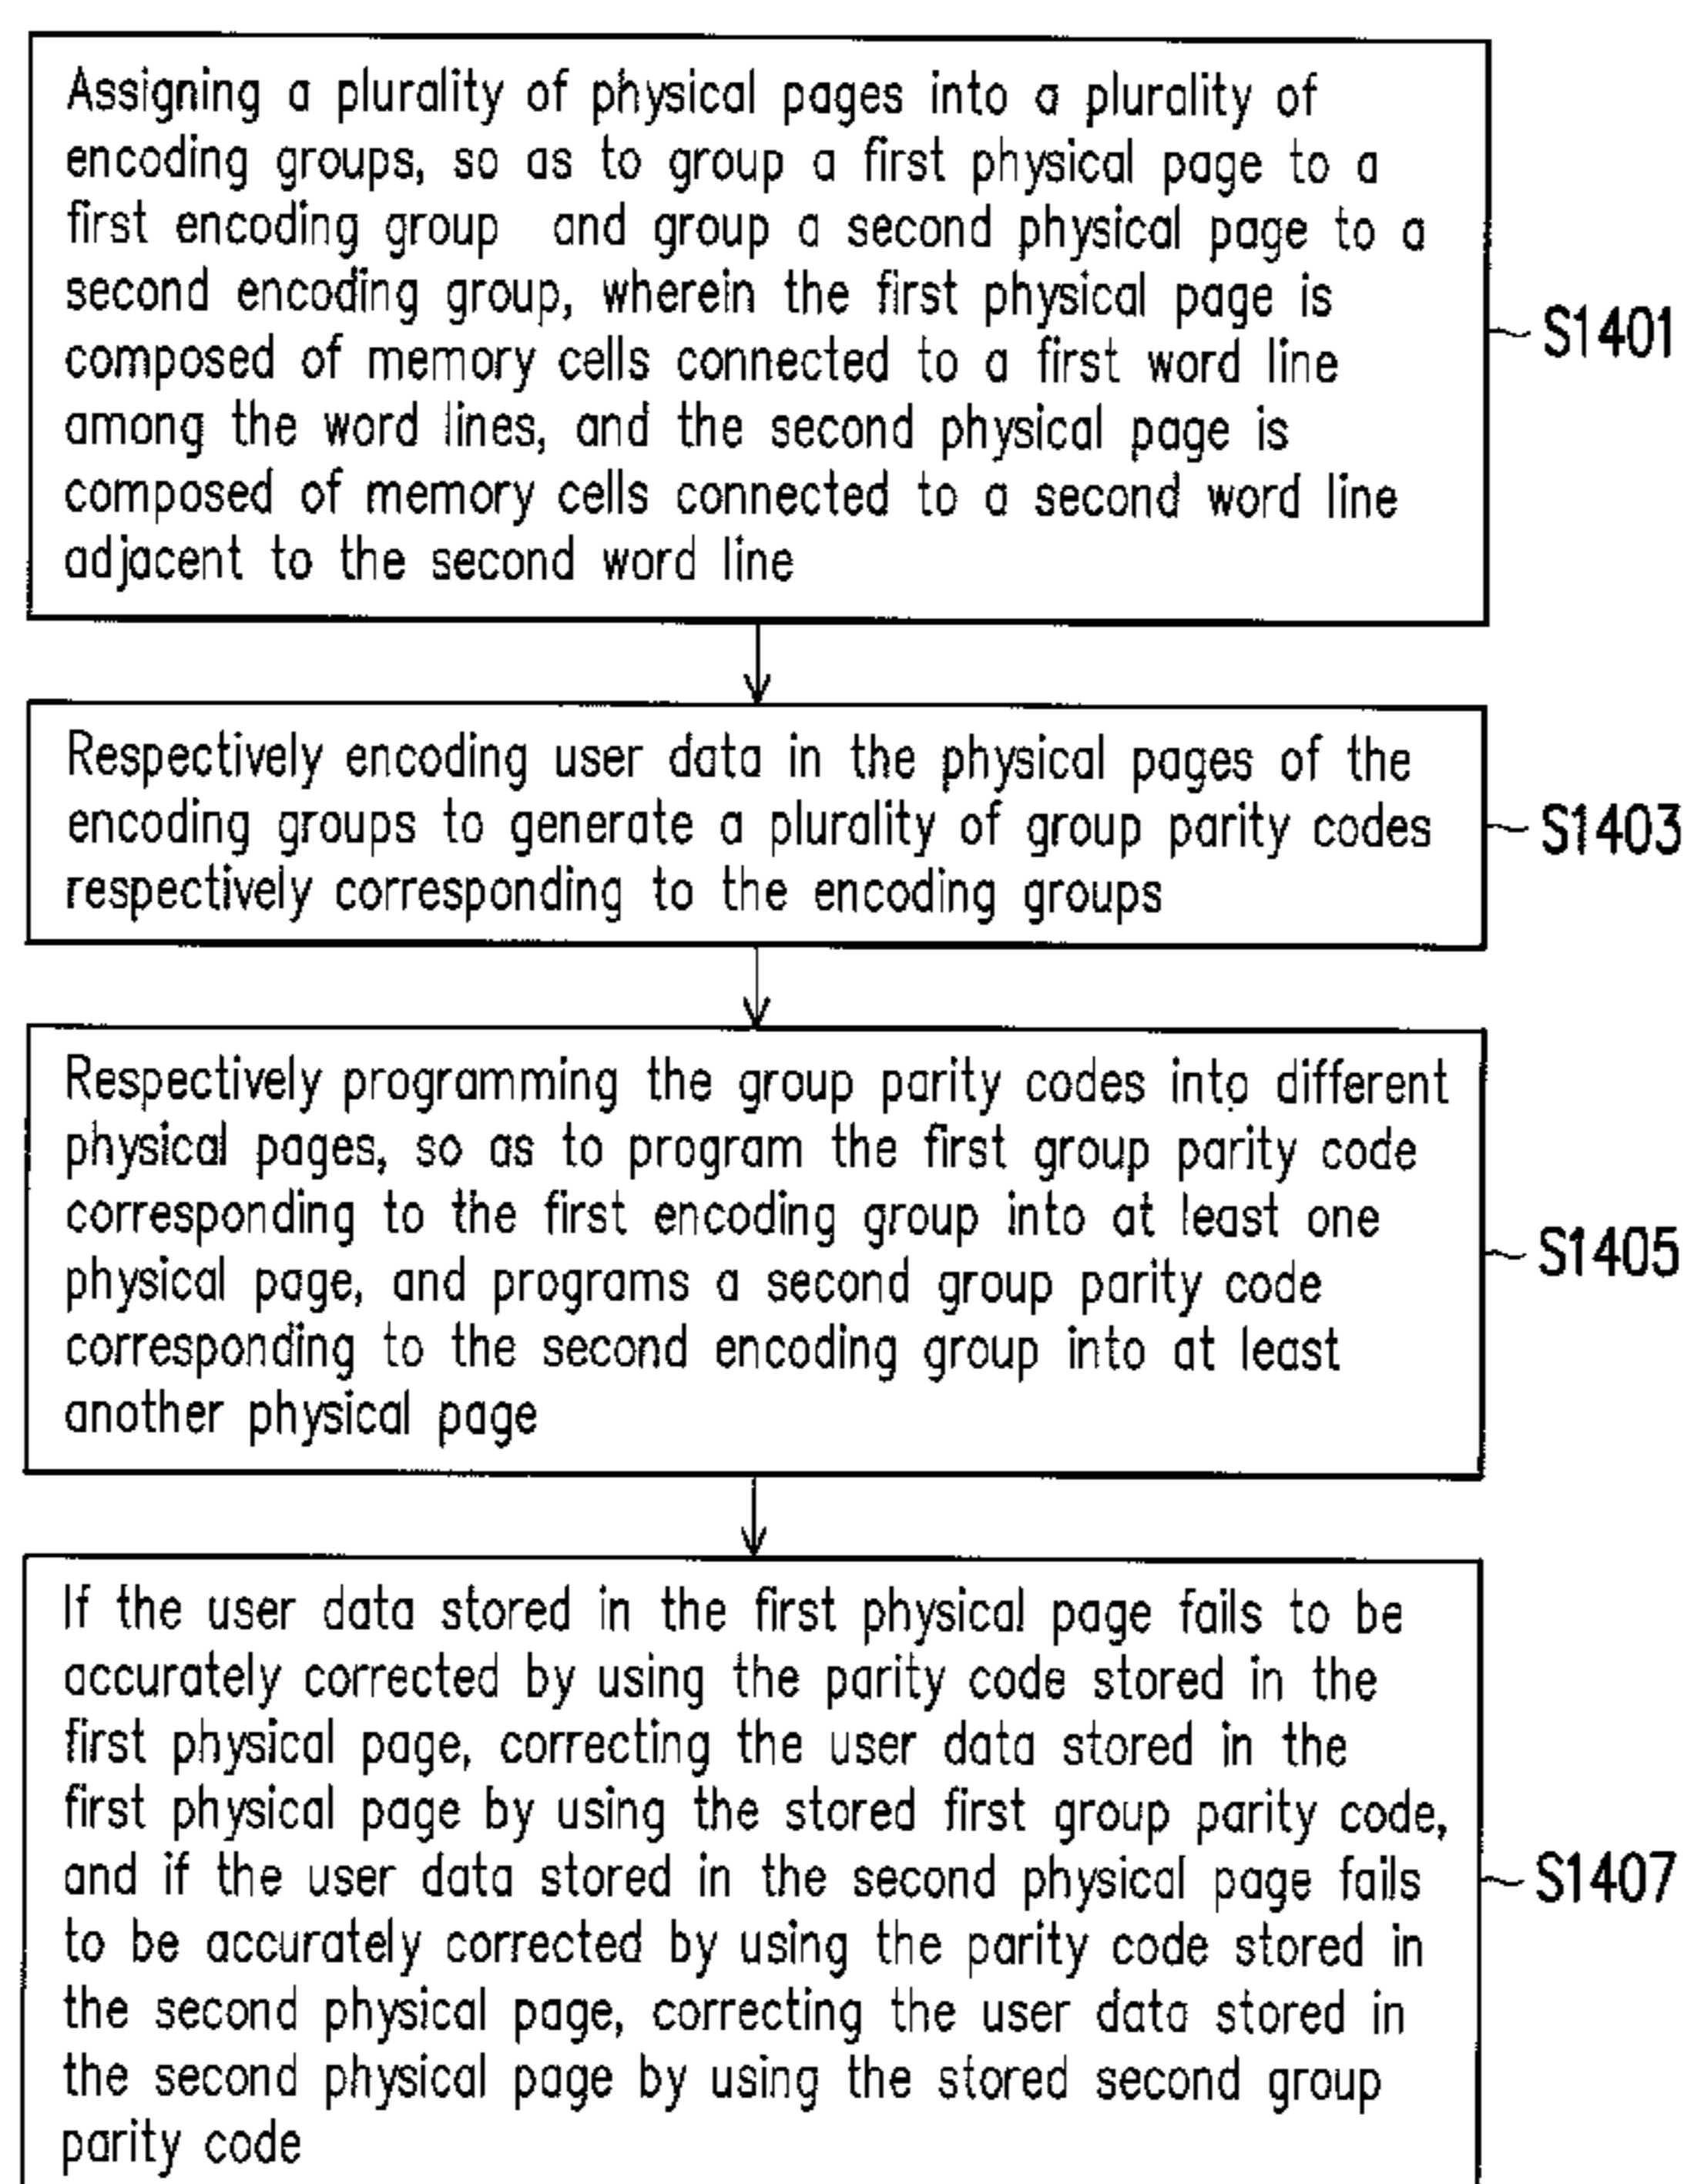 Assigning a plurality of physical pages into a plurality of
encoding groups, so as to group a first physical page to a
first encoding group and group a second physical page to a
second encoding group, wherein the first physical page is
composed of memory cells connected to a first word line
among the word lines, and the second physical page is
composed of memory cells connected to a second word line
adjacent to the second word line
S1401
Respectively encoding user data in the physical pages of the
encoding groups to generate a plurality of group parity codes
respectively corresponding to the encoding groups
S1403
Respectively programming the group parity codes into different
physical pages, so as to program the first group parity code
corresponding to the first encoding group into at least one
physical page, and programs a second group parity code
corresponding to the second encoding group into at least
another physical page
S1405
If the user data stored in the first physical page fails to be
accurately corrected by using the parity code stored in the
first physical page, correcting the user data stored in the
first physical page by using the stored first group parity code,
and if the user data stored in the second physical page fails
to be accurately corrected by using the parity code stored in
the second physical page, correcting the user data stored in
the second physical page by using the stored second group
parity code
S1407